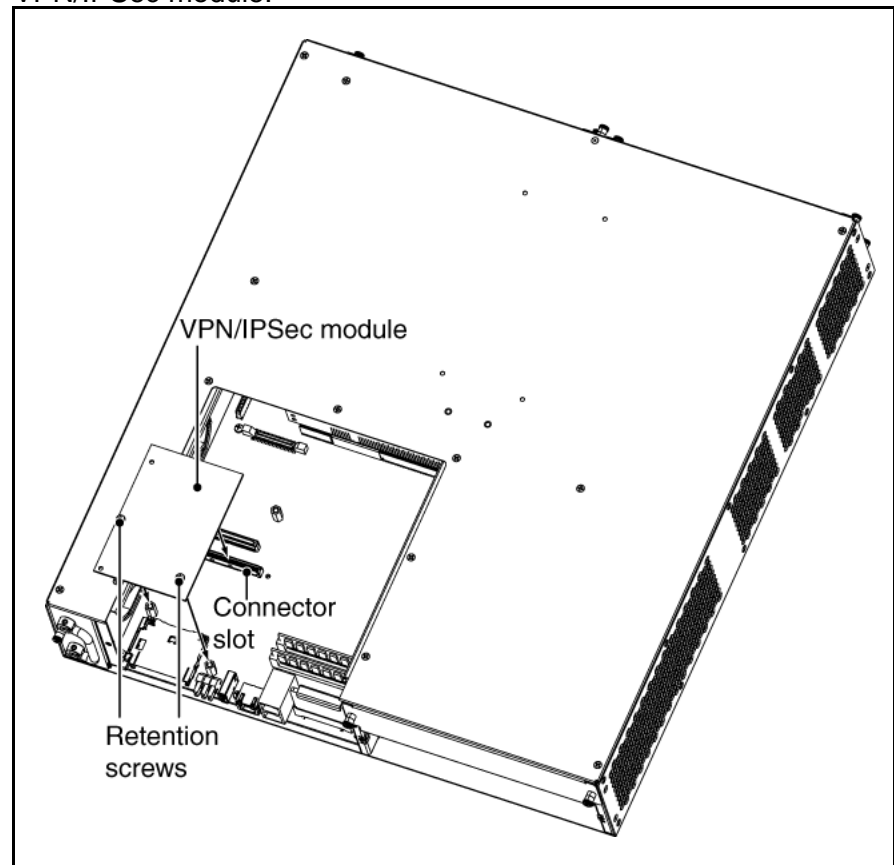 VPN/IPSec module.
VPN/IPSec module
Connector
slot
Retention
screws